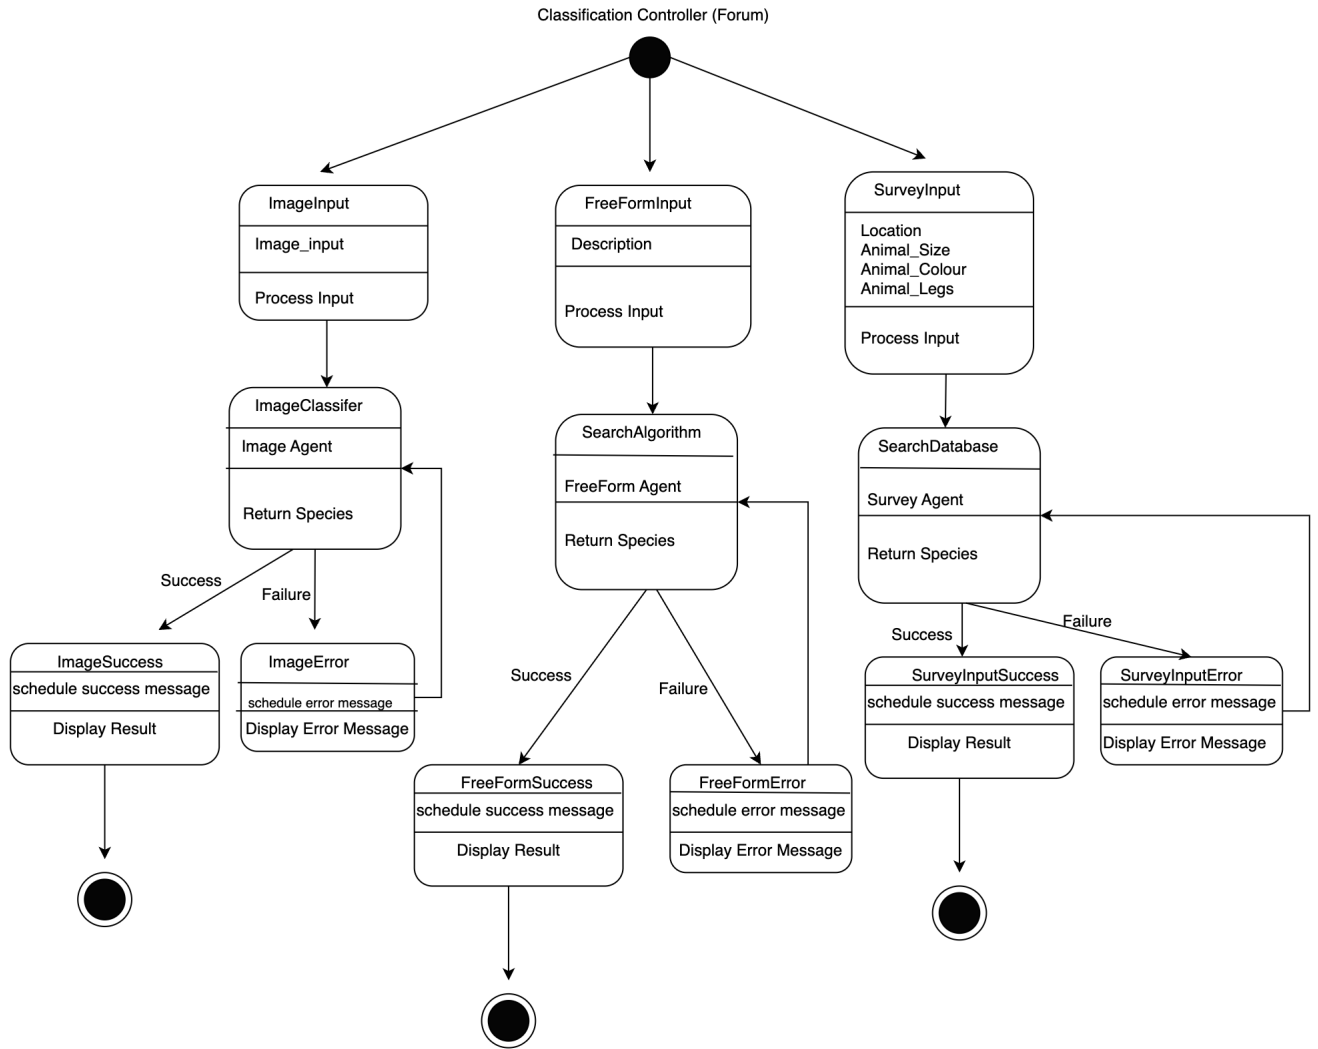 Classification Controller (Forum)
ImageInput
Image_input
Process Input
FreeFormInput
Description
Process Input
SurveyInput
Location
Animal_Size
Animal_Colour
Animal_Legs
Process Input
ImageClassifer
Image Agent
Return Species
SearchAlgorithm
FreeForm Agent
Return Species
SearchDatabase
Survey Agent
Return Species
Success
Failure
Success
Failure
Success
Failure
ImageSuccess
schedule success message
Display Result
ImageError
schedule error message
Display Error Message
FreeFormSuccess
schedule success message
Display Result
FreeFormError
schedule error message
Display Error Message
SurveyInputSuccess
schedule success message
Display Result
SurveyInputError
schedule error message
Display Error Message